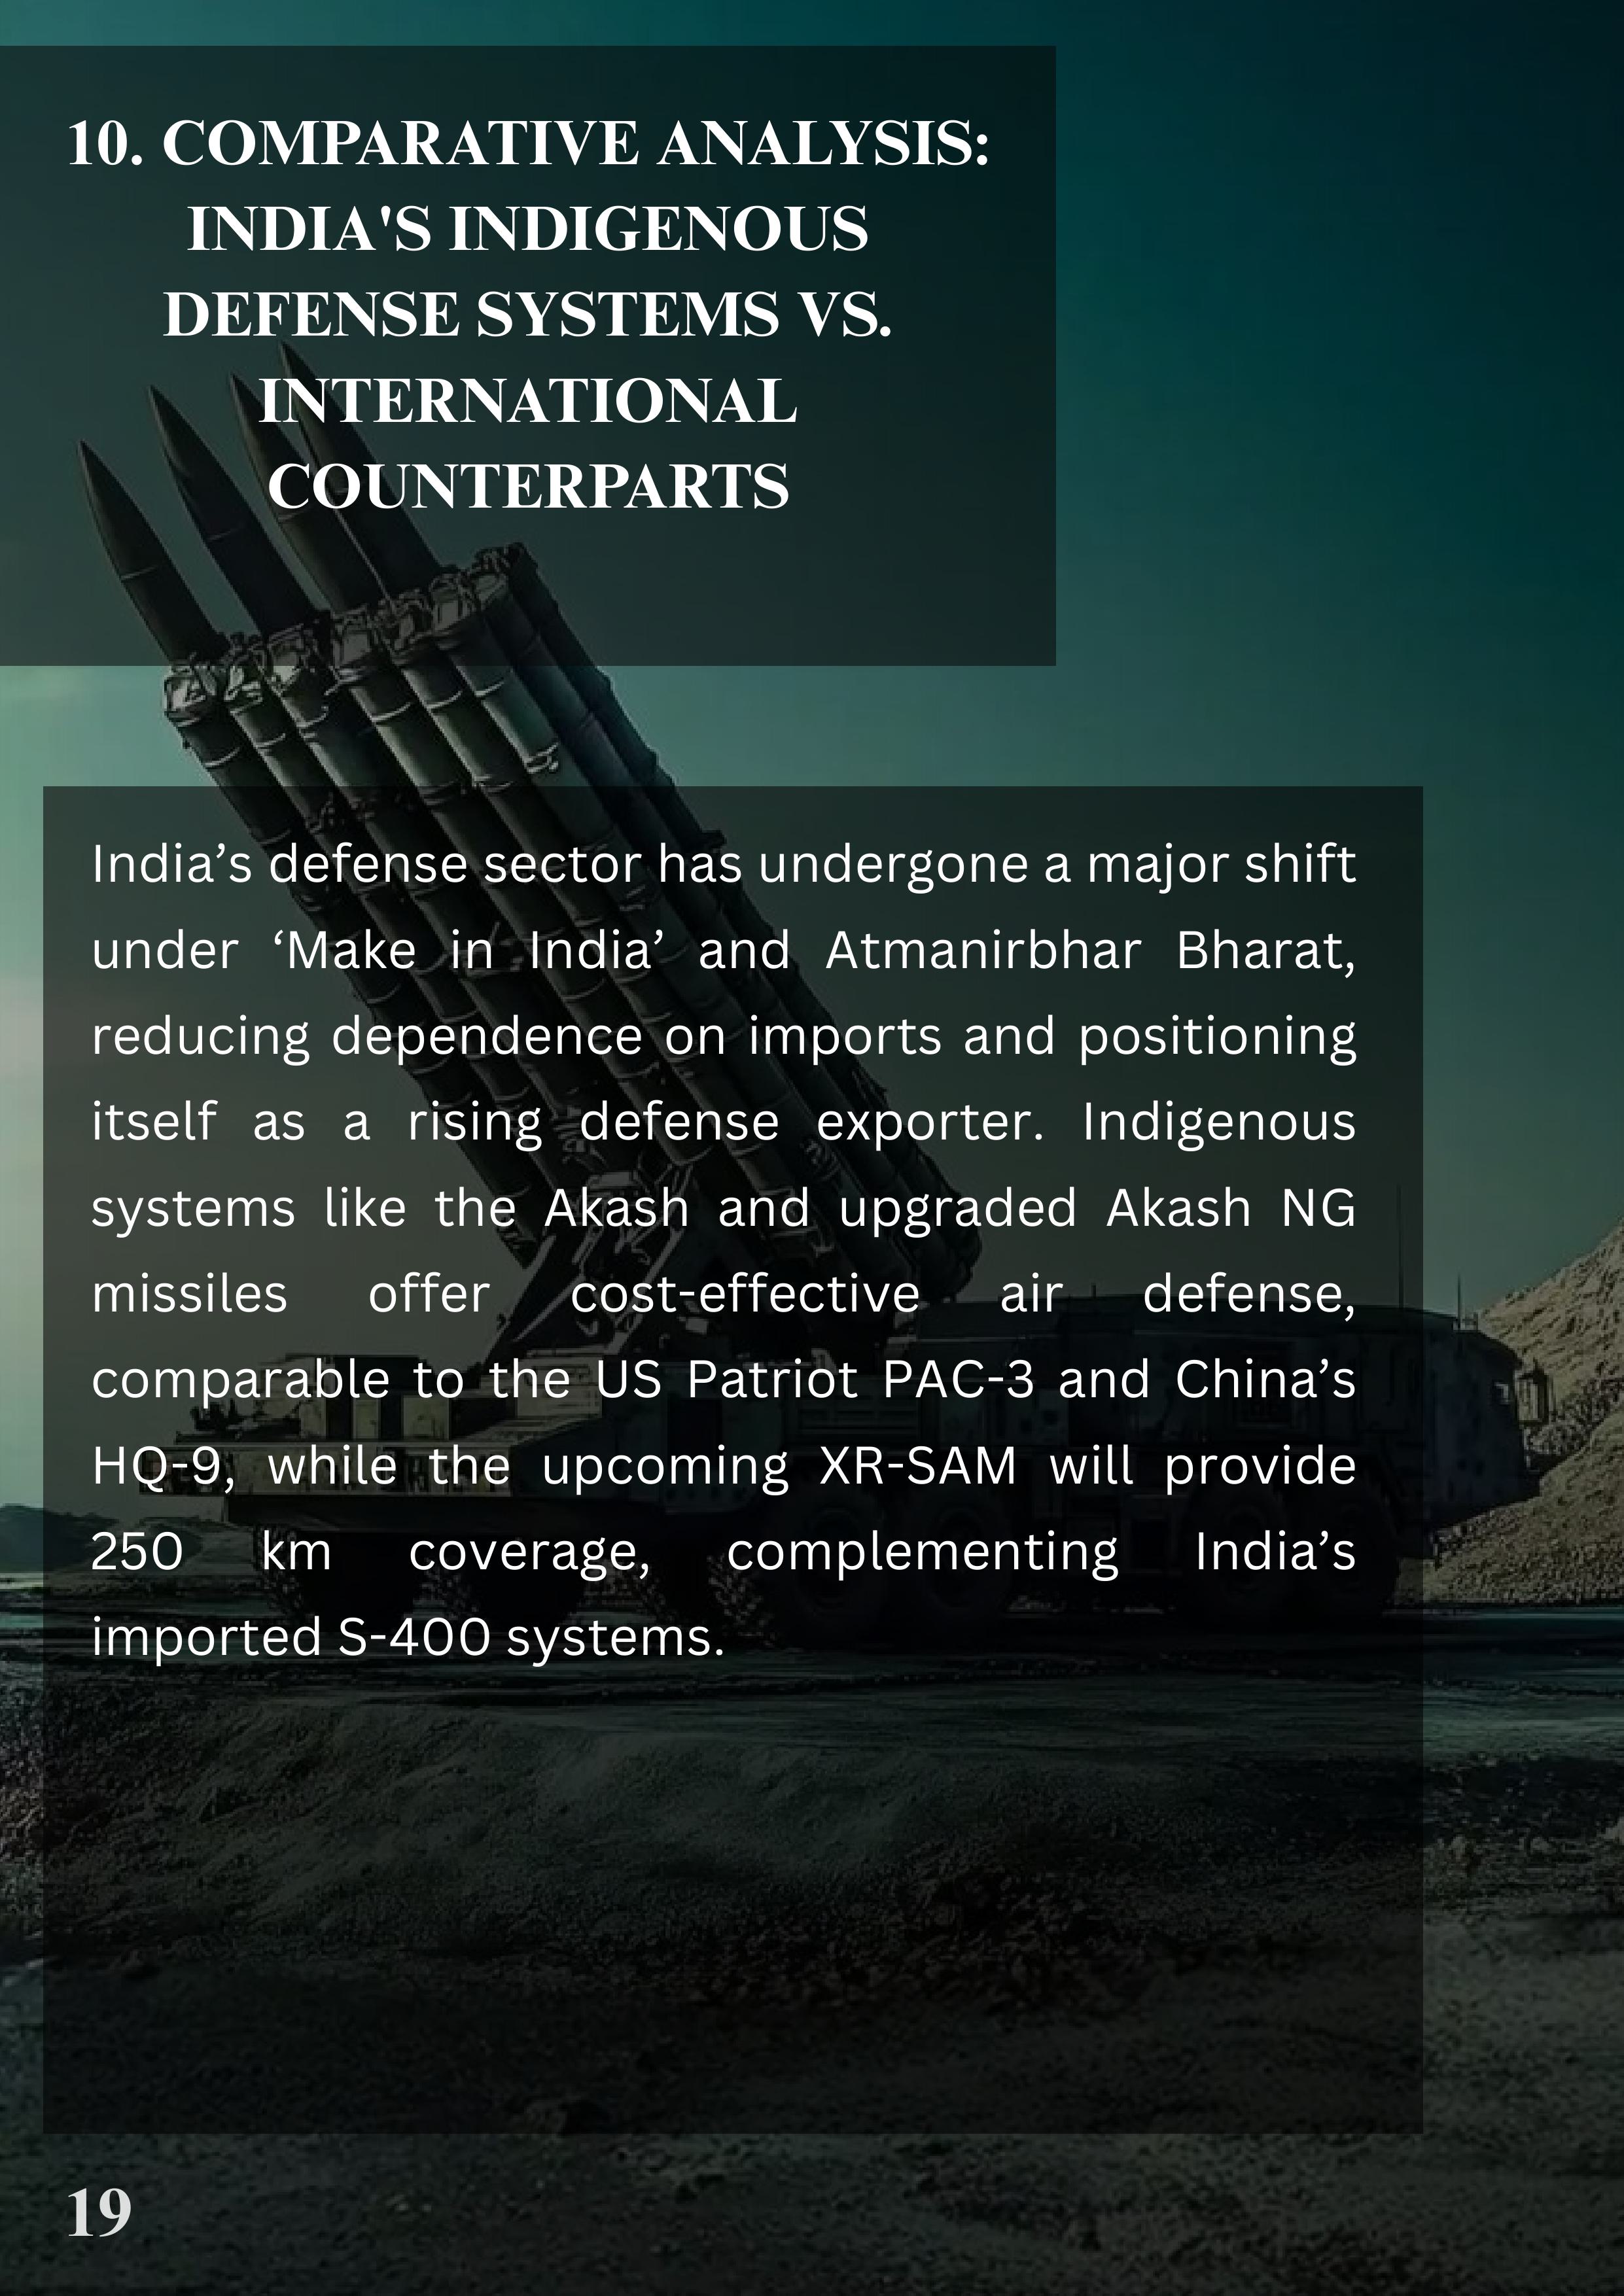 10. COMPARATIVE ANALYSIS:
INDIA'S INDIGENOUS
DEFENSE SYSTEMS VS.
INTERNATIONAL
COUNTERPARTS
India’s defense sector has undergone a major shift
under ‘Make in India’ and Atmanirbhar Bharat,
reducing dependence on imports and positioning
itself as a rising defense exporter. Indigenous
systems like the Akash and upgraded Akash NG
missiles offer cost-effective air defense,
comparable to the US Patriot PAC-3 and China’s
HQ-9, while the upcoming XR-SAM will provide
250 km coverage, complementing India’s
imported S-400 systems.
19